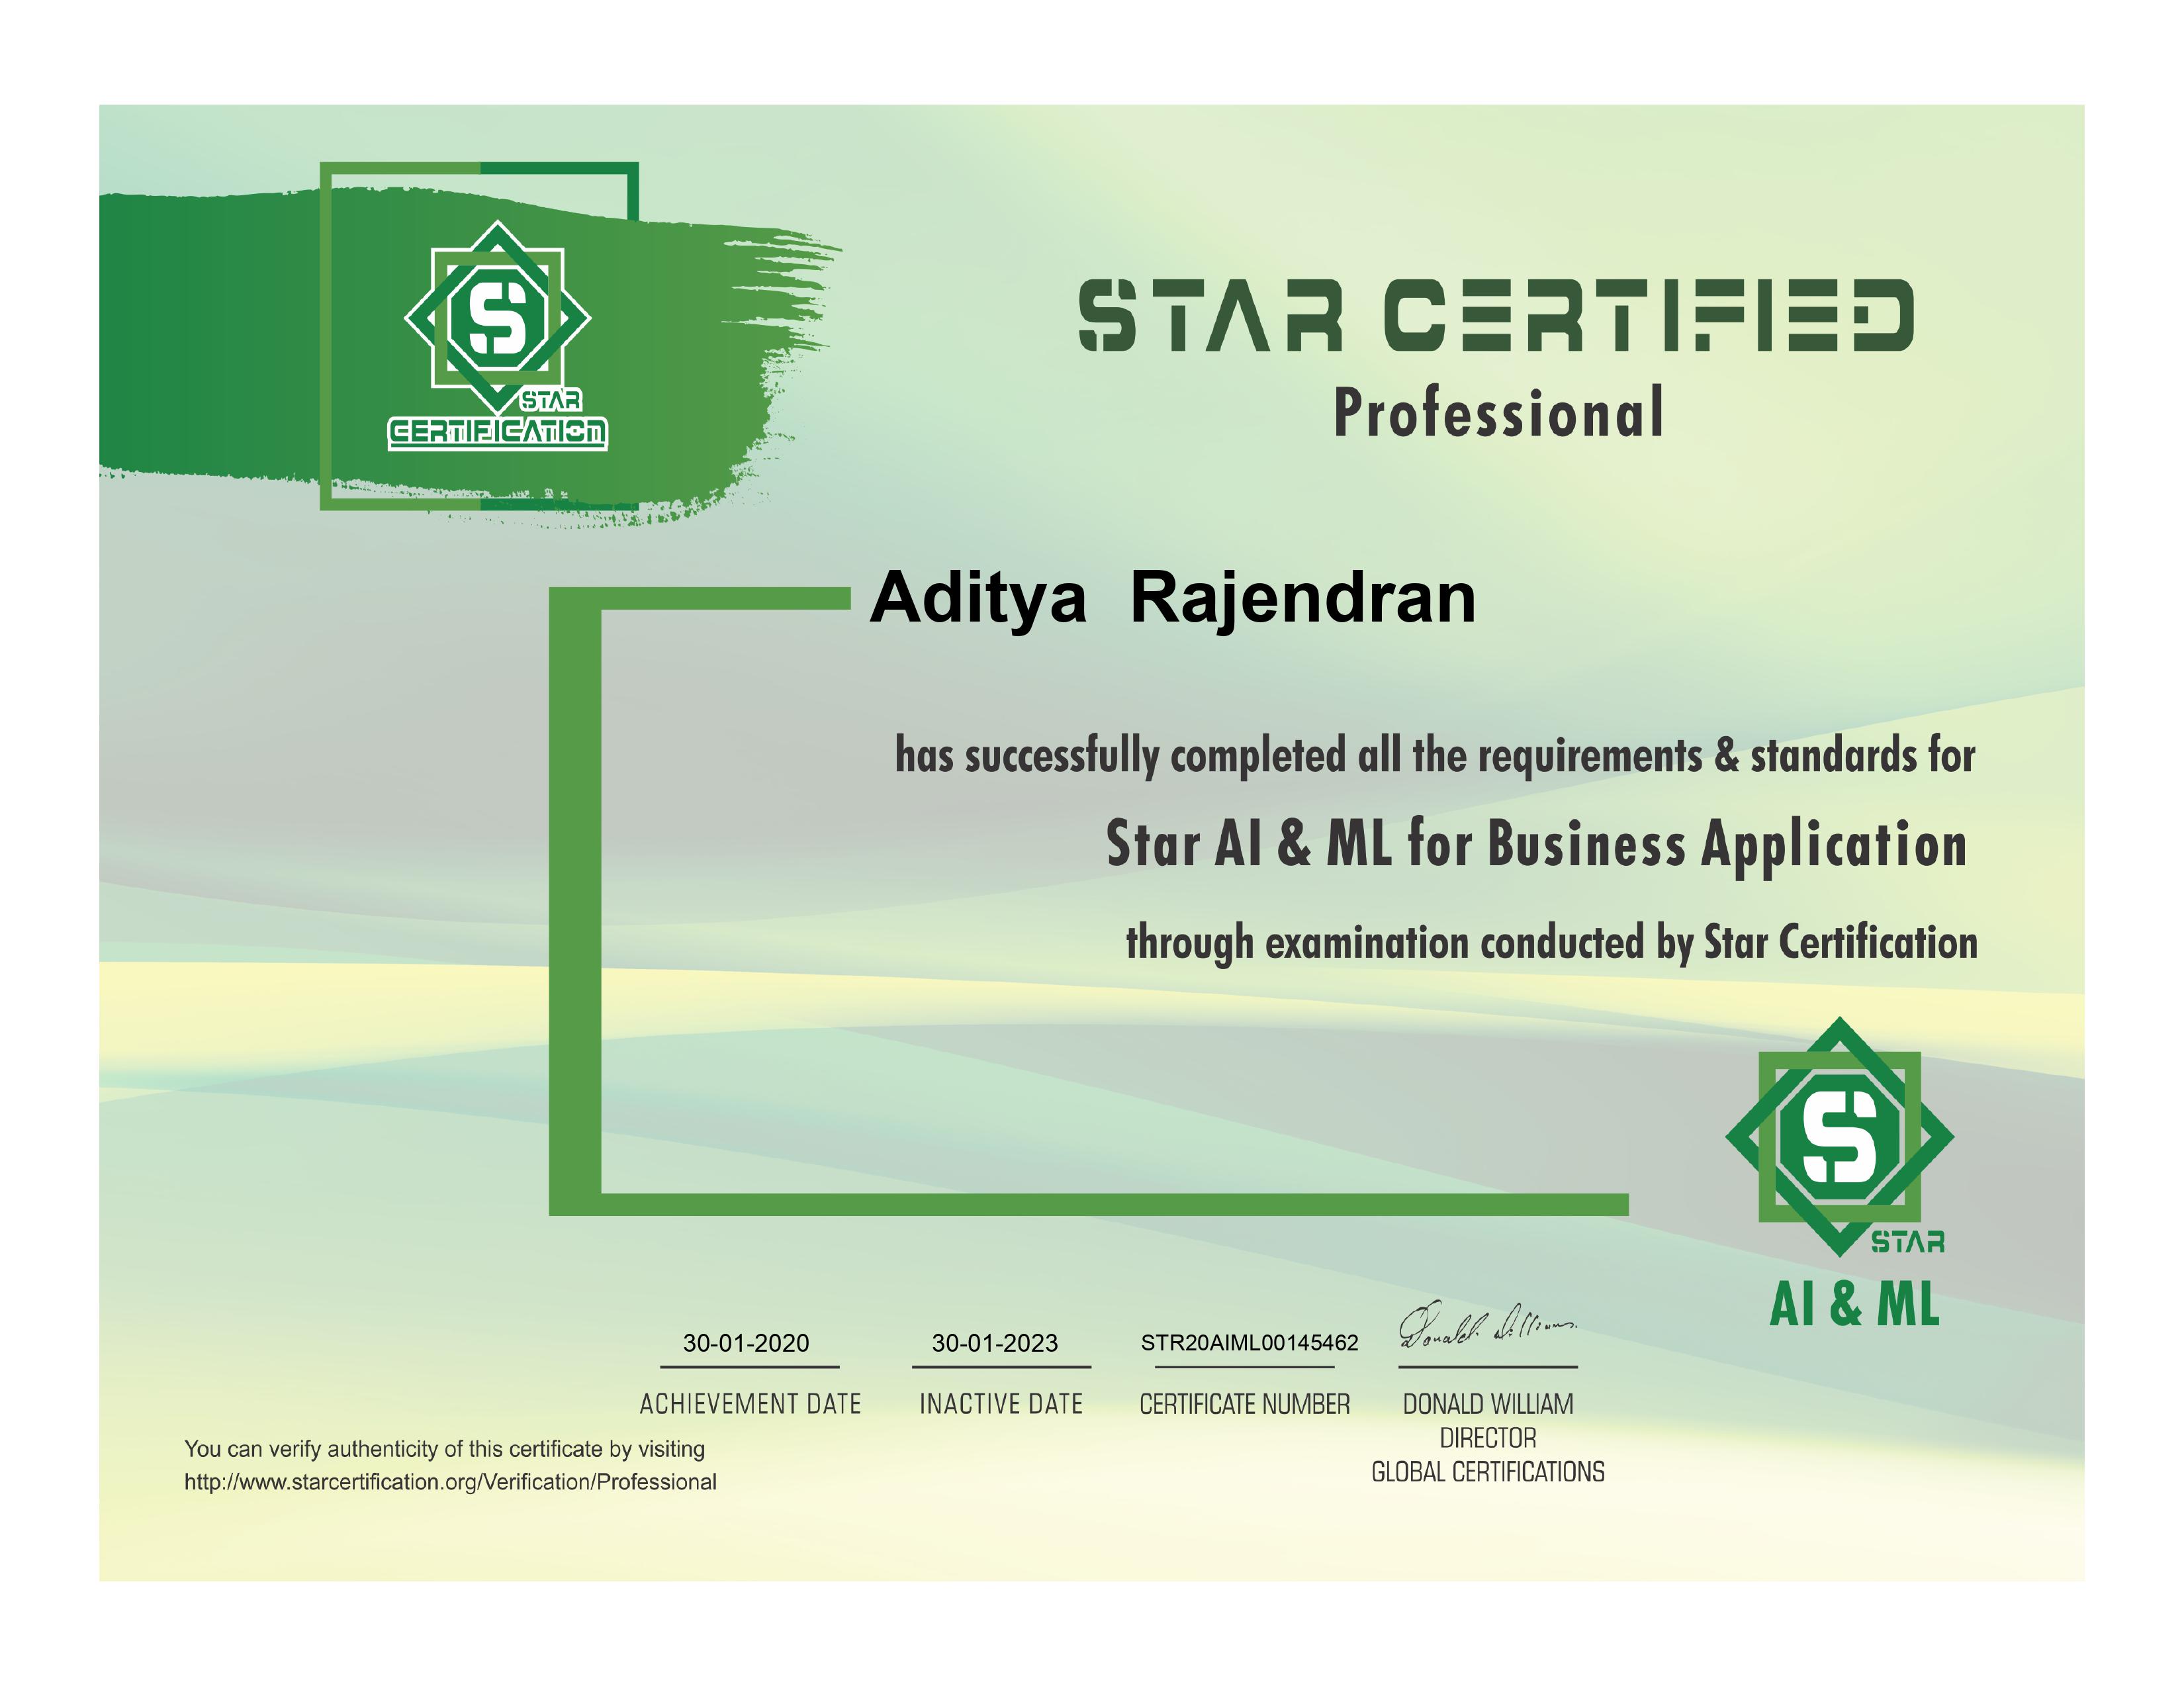 S
STAR
CERTIFICATION
STAR CERTIFIED
Professional
Aditya Rajendran
has successfully completed all the requirements & standards for
Star AI & ML for Business Application
through examination conducted by Star Certification
S
STAR
AI & ML
30-01-2020
30-01-2023
STR20AIML00145462
Donald Williams.
ACHIEVEMENT DATE
INACTIVE DATE
CERTIFICATE NUMBER
DONALD WILLIAM
DIRECTOR
GLOBAL CERTIFICATIONS
You can verify authenticity of this certificate by visiting
http://www.starcertification.org/Verification/Professional